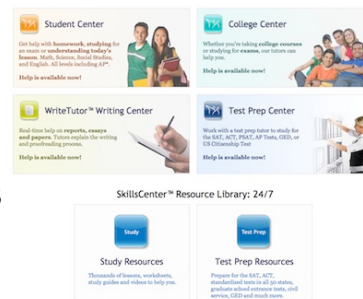 Student Center
Get help with homework, studying for
an exam or understanding today's
lesson. Math, Science, Social Studies,
and English. All levels including AP*.
Help is available now!
College Center
Whether you're taking college courses
or studying for exams, our tutors can
help you.
Help is available now!
WriteTutor™ Writing Center
Real-time help on reports, essays
and papers. Tutors explain the writing
and proofreading process.
Help is available now!
Test Prep Center
Work with a test prep tutor to study for
the SAT, ACT, PSAT, AP Tests, GED, or
US Citizenship Test
Help is available now!
SkillsCenter™ Resource Library: 24/7
Study
Study Resources
Thousands of lessons, worksheets,
study guides and videos to help you.
Test Prep
Test Prep Resources
Prepare for the SAT, ACT,
standardized tests in all 50 states,
graduate school entrance tests, civil
service, GED and much more.